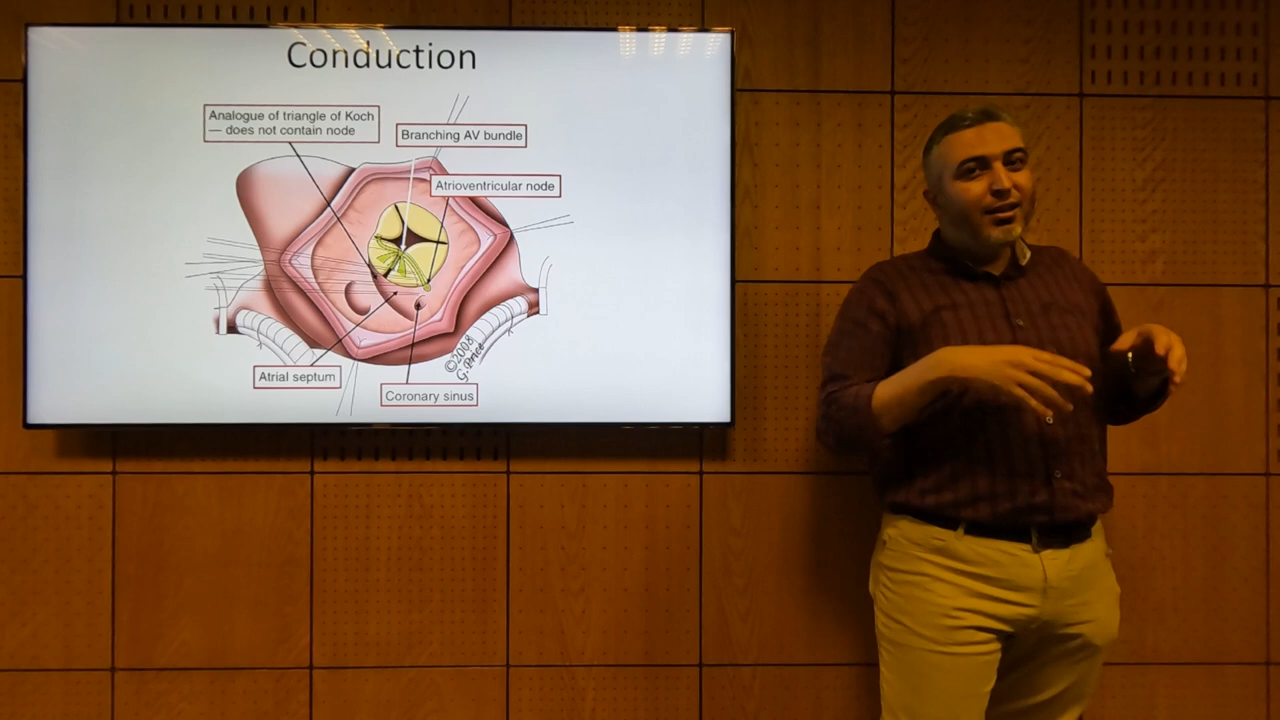 Conduction
Analogue of triangle of Koch
— does not contain node
Branching AV bundle
Atrioventricular node
Atrial septum
Coronary sinus
©2008
G. Price